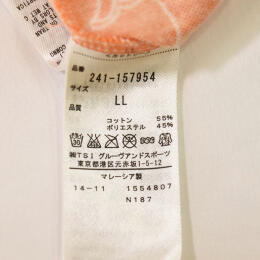 品番
241-157954
サイズ
LL
品質
コットン 55%
ポリエステル 45%
㈱TSI グルーヴアンドスポーツ
東京都港区元赤坂1-5-12
マレーシア製
14-11 1554807
N187